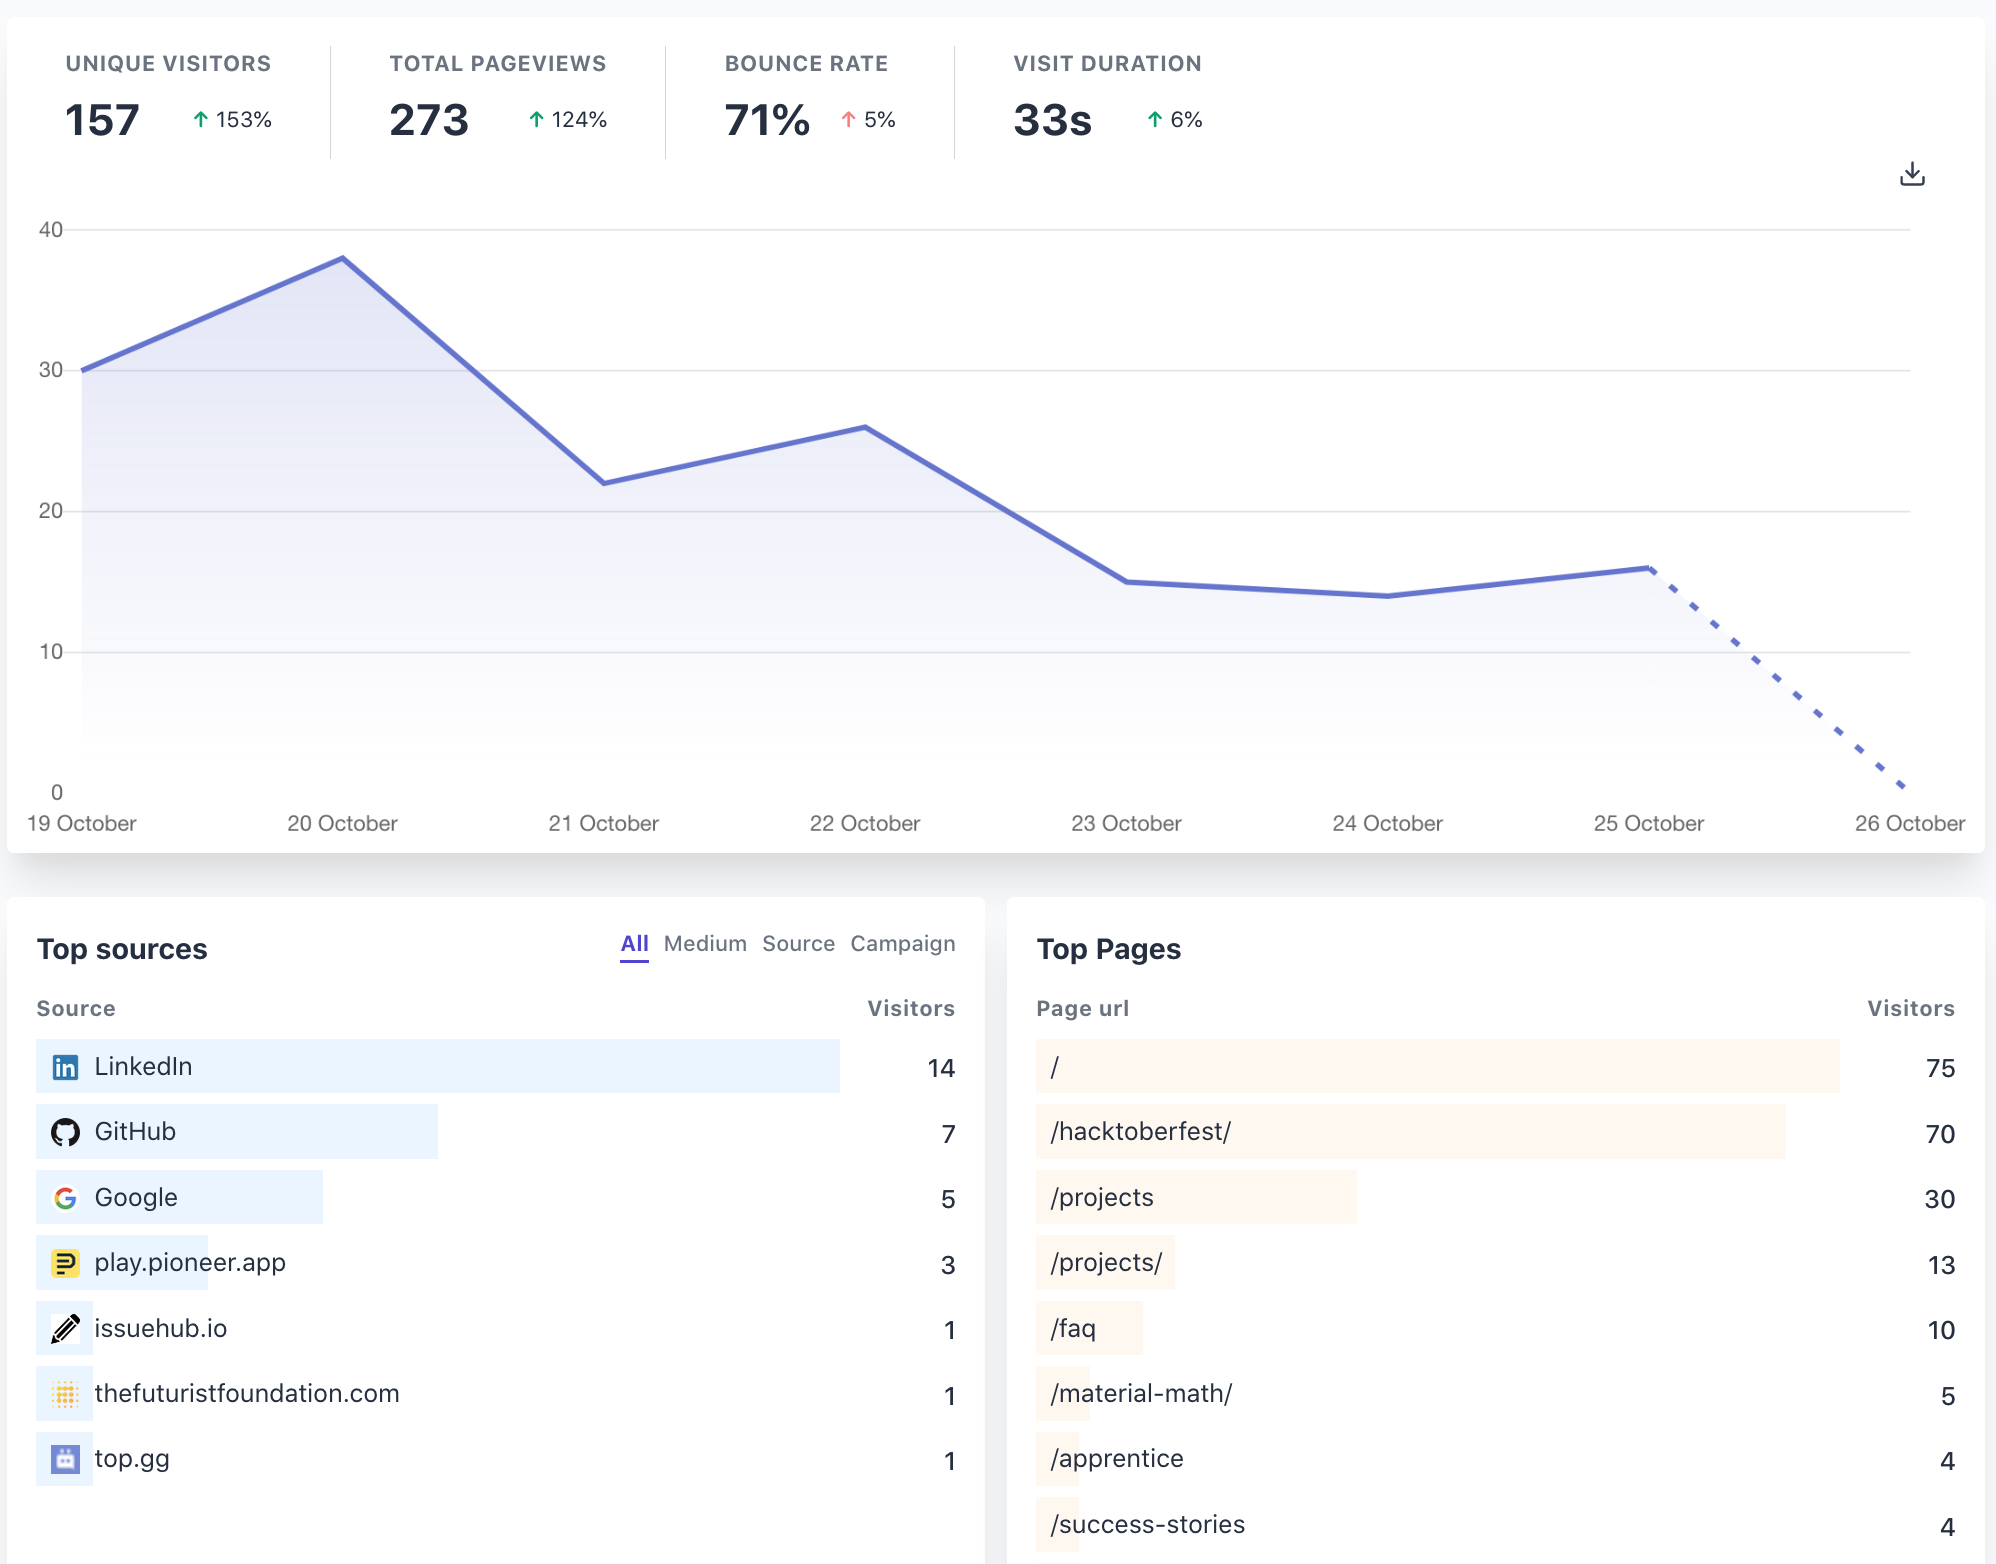 UNIQUE VISITORS
157 ↑ 153%
TOTAL PAGEVIEWS
273 ↑ 124%
BOUNCE RATE
71% ↑ 5%
VISIT DURATION
33s ↑ 6%
40
30
20
10
0
19 October 20 October 21 October 22 October 23 October 24 October 25 October 26 October
Top sources
All Medium Source Campaign
Source Visitors
LinkedIn 14
GitHub 7
Google 5
play.pioneer.app 3
issuehub.io 1
thefuturistfoundation.com 1
top.gg 1
Top Pages
Page url Visitors
/ 75
/hacktoberfest/ 70
/projects 30
/projects/ 13
/faq 10
/material-math/ 5
/apprentice 4
/success-stories 4